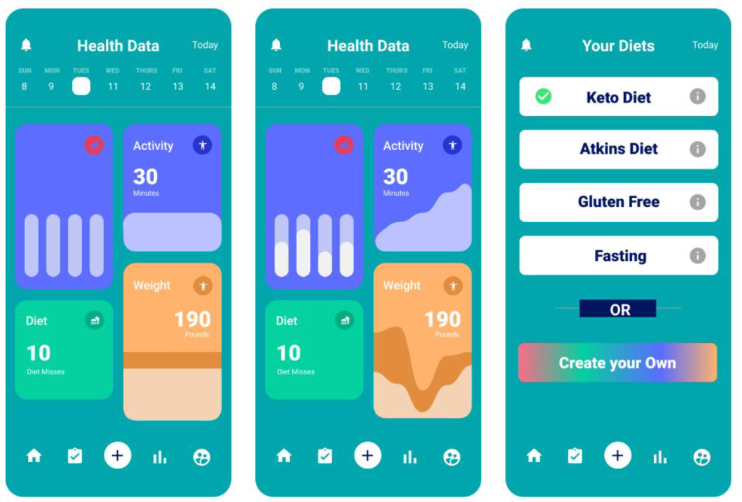 Health Data
Today
SUN MON TUES WED THURS FRI SAT
8 9 11 12 13 14
Activity
30
Minutes
Weight
190
Pounds
Diet
10
Diet Misses
Health Data
Today
SUN MON TUES WED THURS FRI SAT
8 9 11 12 13 14
Activity
30
Minutes
Weight
190
Pounds
Diet
10
Diet Misses
Your Diets
Today
Keto Diet
Atkins Diet
Gluten Free
Fasting
OR
Create your Own